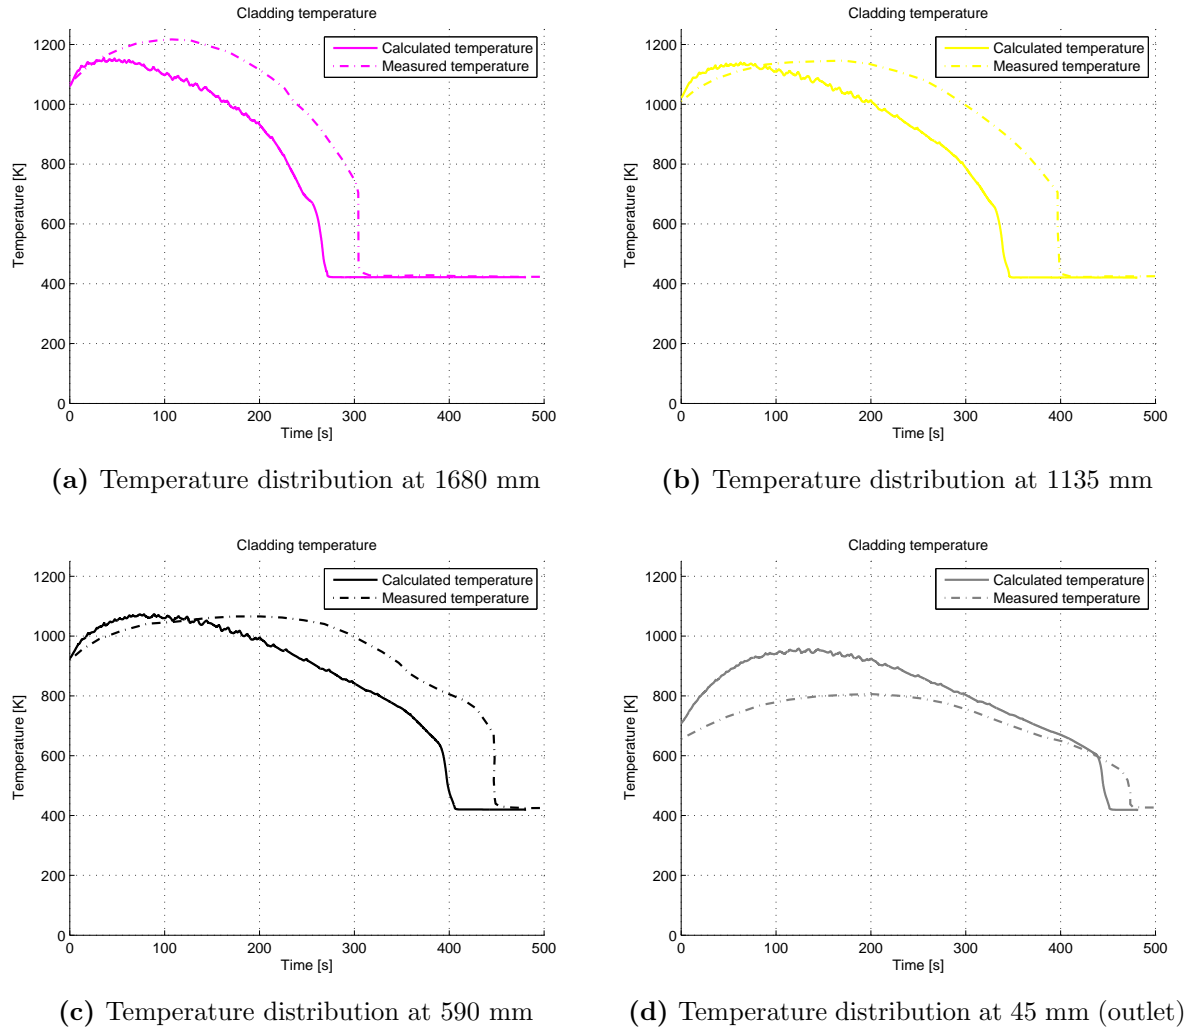 Cladding temperature
1200
1000
800
600
400
200
0
Temperature [K]
Calculated temperature
Measured temperature
0 100 200 300 400 500
Time [s]
(a) Temperature distribution at 1680 mm
Cladding temperature
1200
1000
800
600
400
200
0
Temperature [K]
Calculated temperature
Measured temperature
0 100 200 300 400 500
Time [s]
(b) Temperature distribution at 1135 mm
Cladding temperature
1200
1000
800
600
400
200
0
Temperature [K]
Calculated temperature
Measured temperature
0 100 200 300 400 500
Time [s]
(c) Temperature distribution at 590 mm
Cladding temperature
1200
1000
800
600
400
200
0
Temperature [K]
Calculated temperature
Measured temperature
0 100 200 300 400 500
Time [s]
(d) Temperature distribution at 45 mm (outlet)